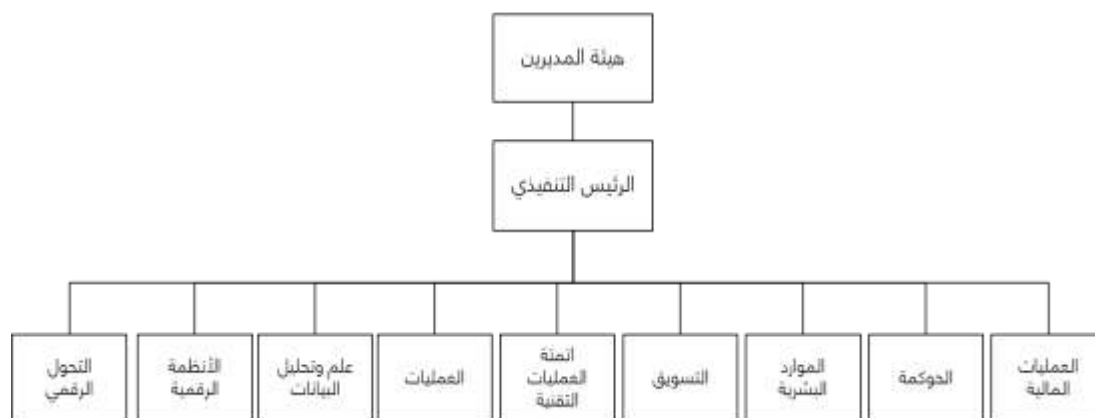 هيئة المديرين
الرئيس التنفيذي
العمليات
المالية
الحوكمة
الموارد
البشرية
التسويق
اتمتة
العمليات
التقنية
العمليات
علم وتحليل
البيانات
الأنظمة
الرقمية
التحول
الرقمي